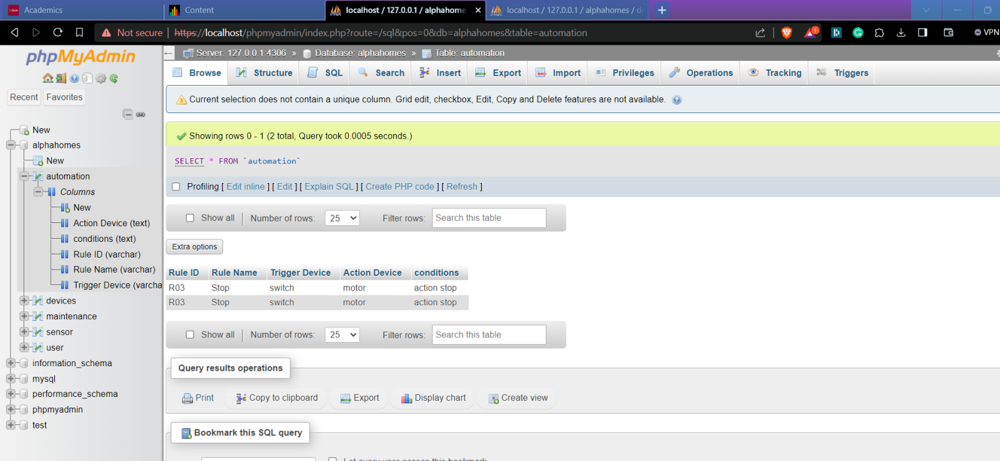 Academics
Content
localhost / 127.0.0.1 / alphahome
localhost / 127.0.0.1 / alphahomes / d
Not secure | https://localhost/phpmyadmin/index.php?route=/sql&pos=0&db=alphahomes&table=automation
1
VPN
phpMyAdmin
Recent
Favorites
New
alphahomes
New
automation
Columns
New
Action Device (text)
conditions (text)
Rule ID (varchar)
Rule Name (varchar)
Trigger Device (varcha
devices
maintenance
sensor
user
information_schema
mysql
performance_schema
phpmyadmin
test
Server: 127.0.0.1:4306 » Database: alphahomes » Table: automation
Browse Structure SQL Search Insert Export Import Privileges Operations Tracking Triggers
Current selection does not contain a unique column. Grid edit, checkbox, Edit, Copy and Delete features are not available.
Showing rows 0 - 1 (2 total, Query took 0.0005 seconds.)
SELECT * FROM `automation`
Profiling [ Edit inline ] [ Edit ] [ Explain SQL ] [ Create PHP code ] [ Refresh ]
Show all | Number of rows: 25 Filter rows: Search this table
Extra options
Rule ID Rule Name Trigger Device Action Device conditions
R03 Stop switch motor action stop
R03 Stop switch motor action stop
Show all | Number of rows: 25 Filter rows: Search this table
Query results operations
Print Copy to clipboard Export Display chart Create view
Bookmark this SQL query
Let query user access this bookmark